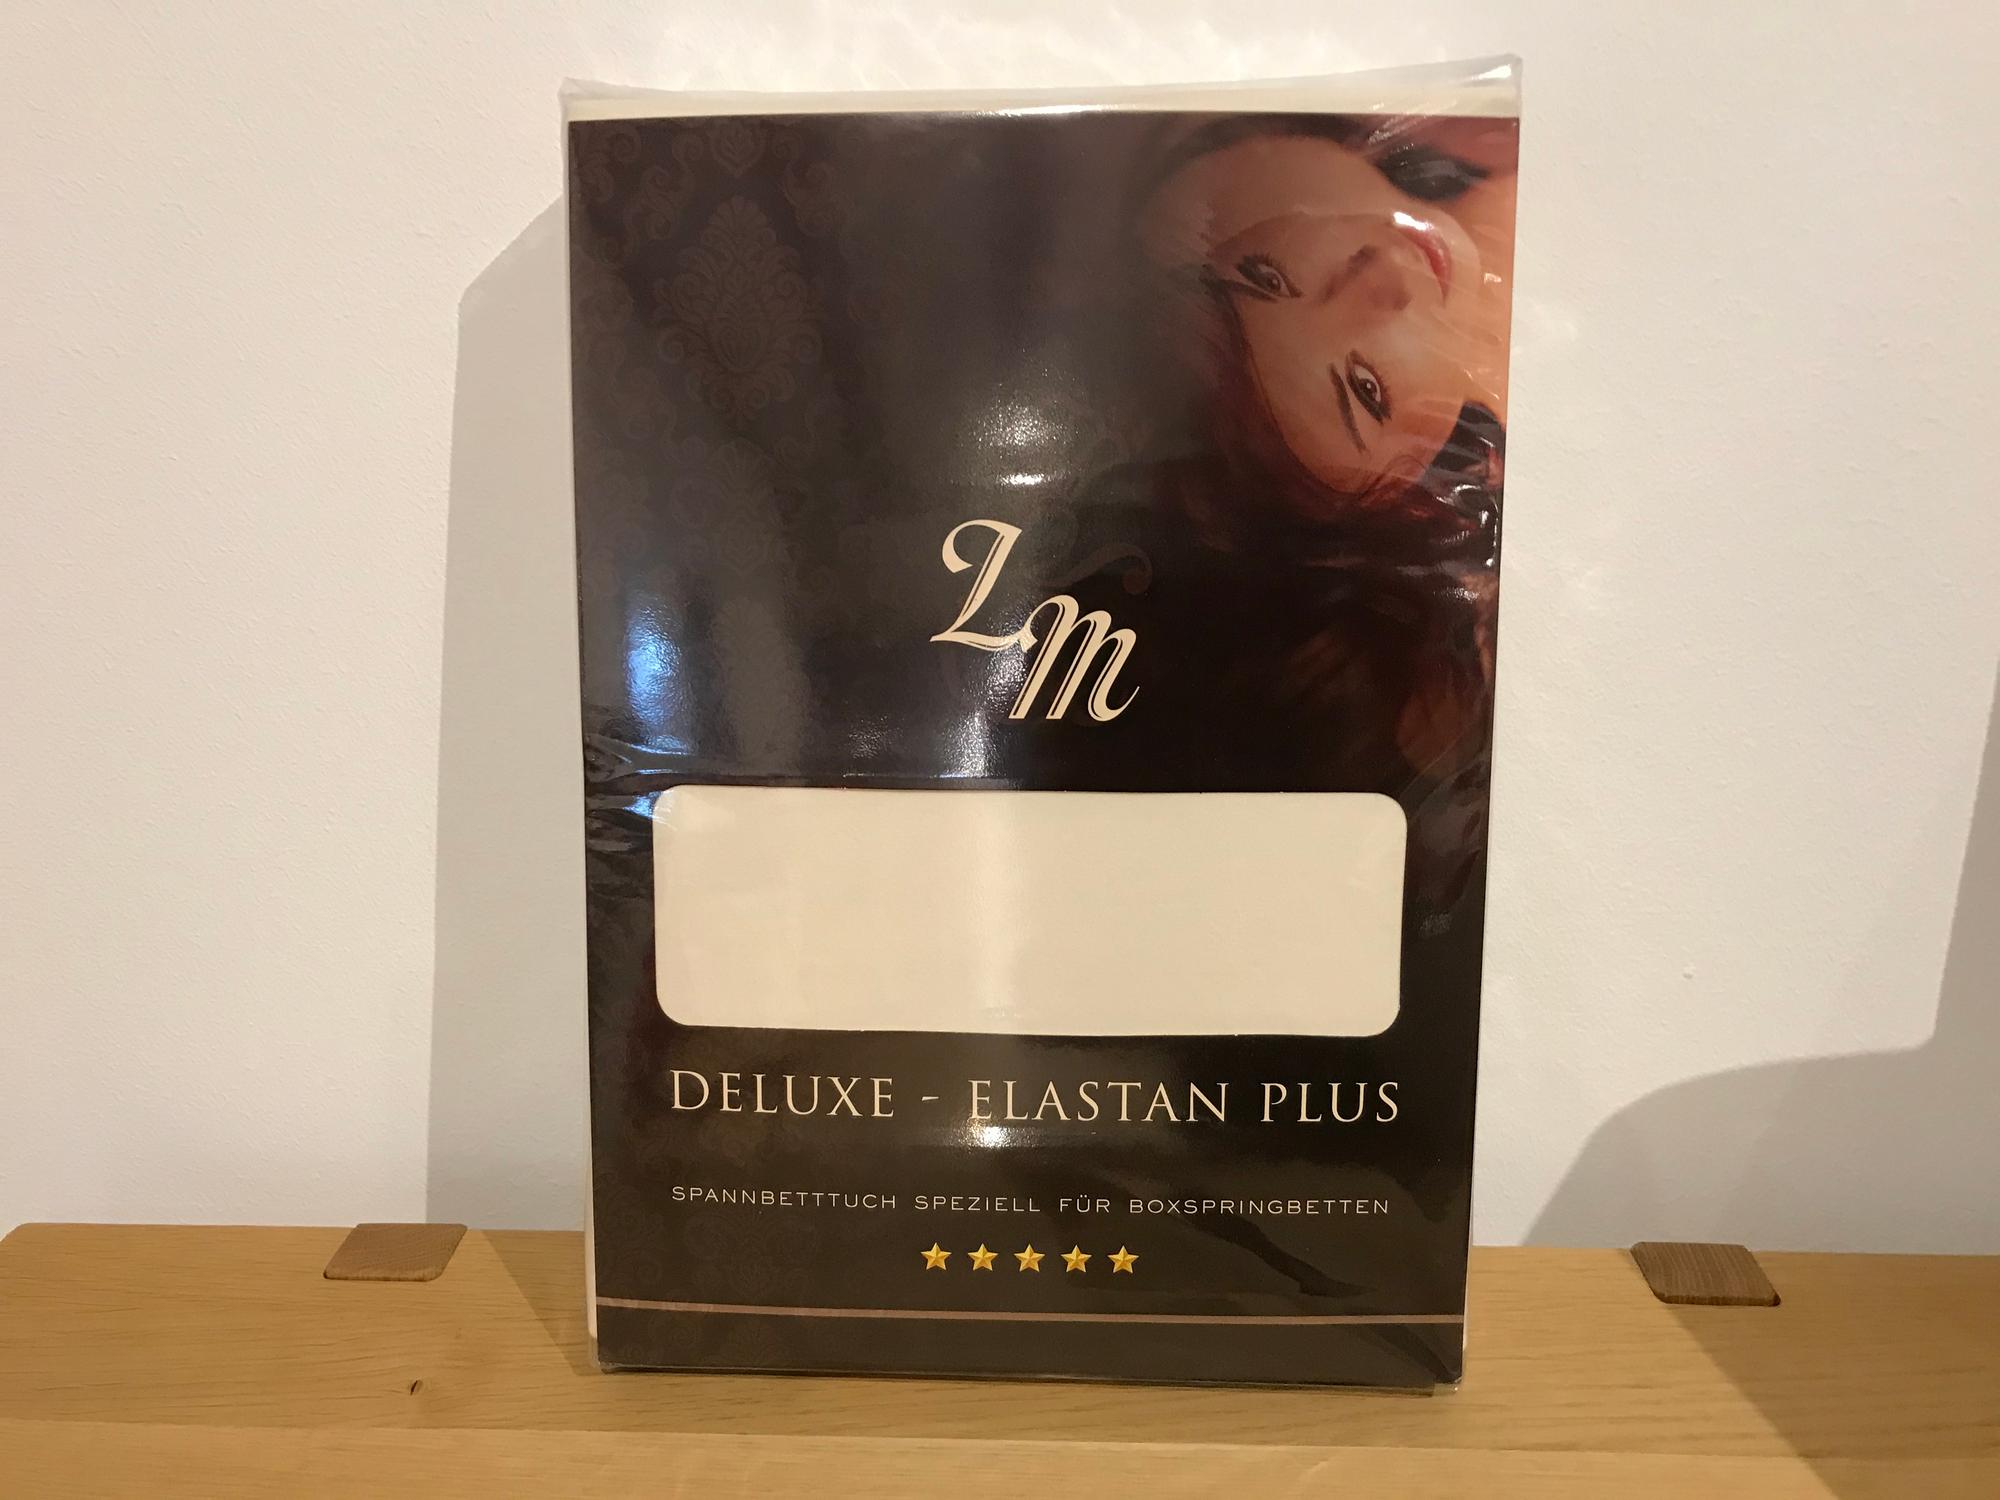 LM
DELUXE - ELASTAN PLUS
SPANNBETTTUCH SPEZIELL FÜR BOXSPRINGBETTEN